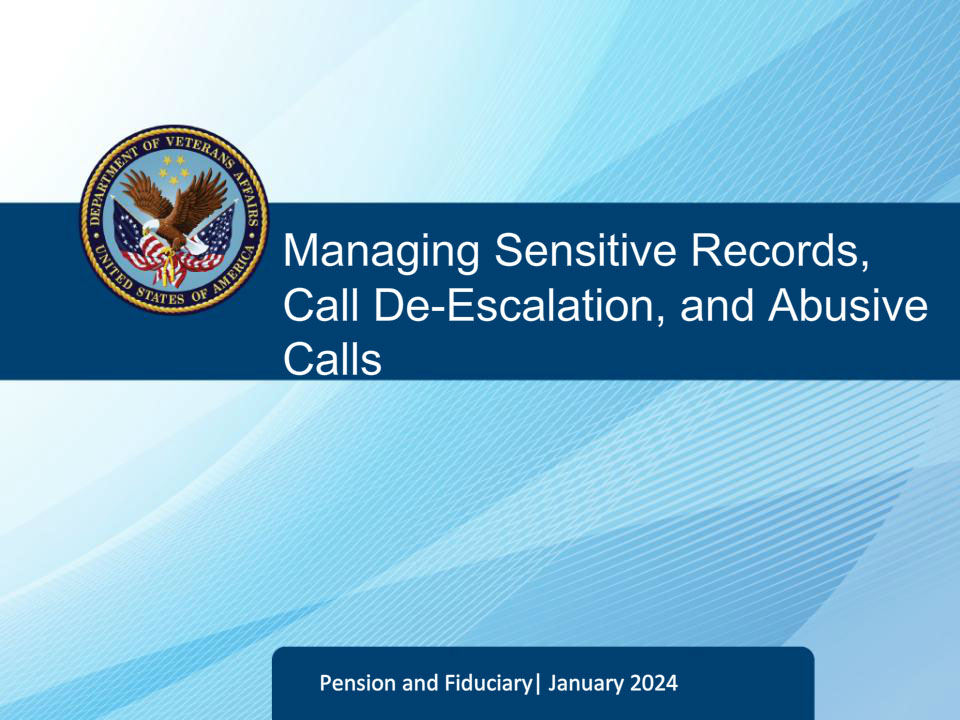 DEPARTMENT OF VETERANS AFFAIRS
UNITED STATES OF AMERICA
Managing Sensitive Records,
Call De-Escalation, and Abusive
Calls
Pension and Fiduciary| January 2024